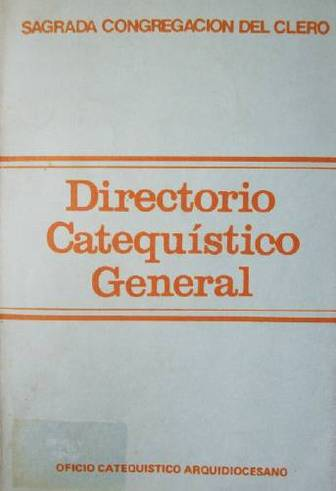 SAGRADA CONGREGACION DEL CLERO
Directorio
Catequístico
General
OFICIO CATEQUISTICO ARQUIDIOCESANO